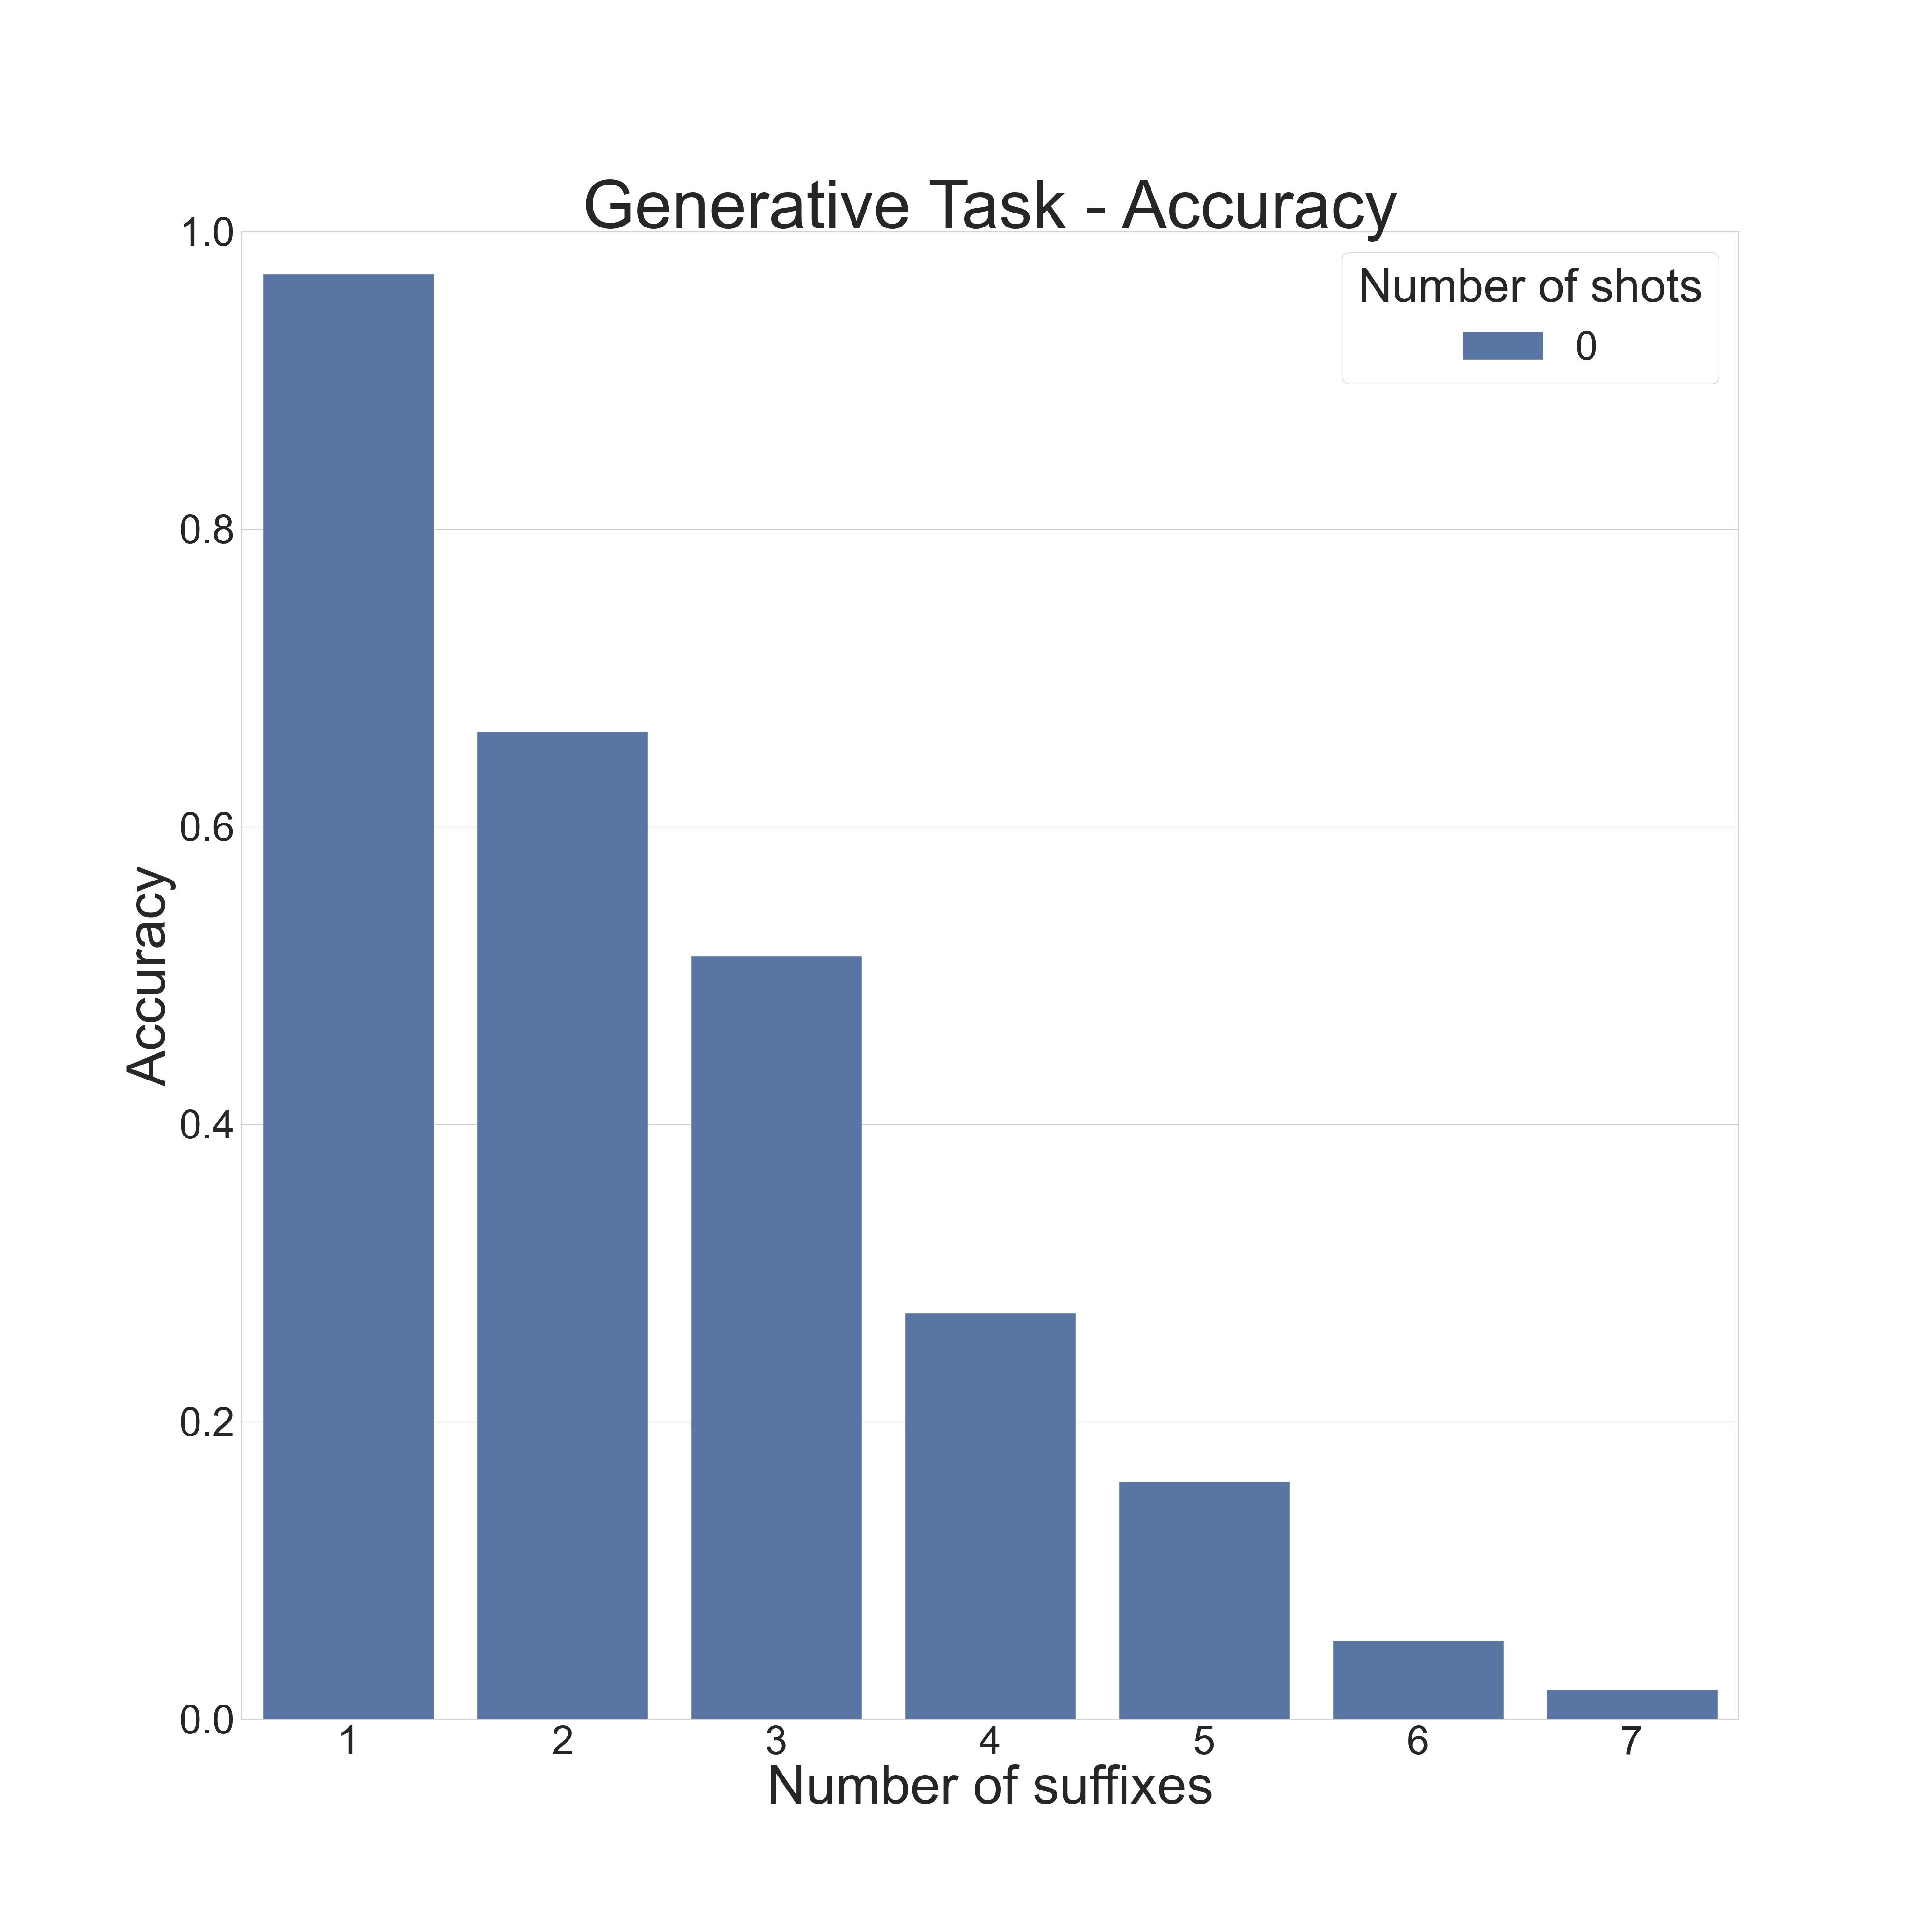 Generative Task - Accuracy
1.0
0.8
0.6
0.4
0.2
0.0
Accuracy
Number of shots
0
1 2 3 4 5 6 7
Number of suffixes